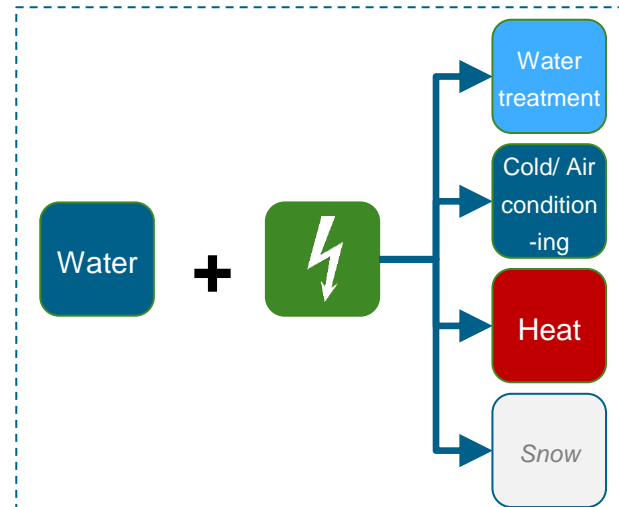 Water
treatment
Cold/ Air
condition
-ing
Water
+
Heat
Snow